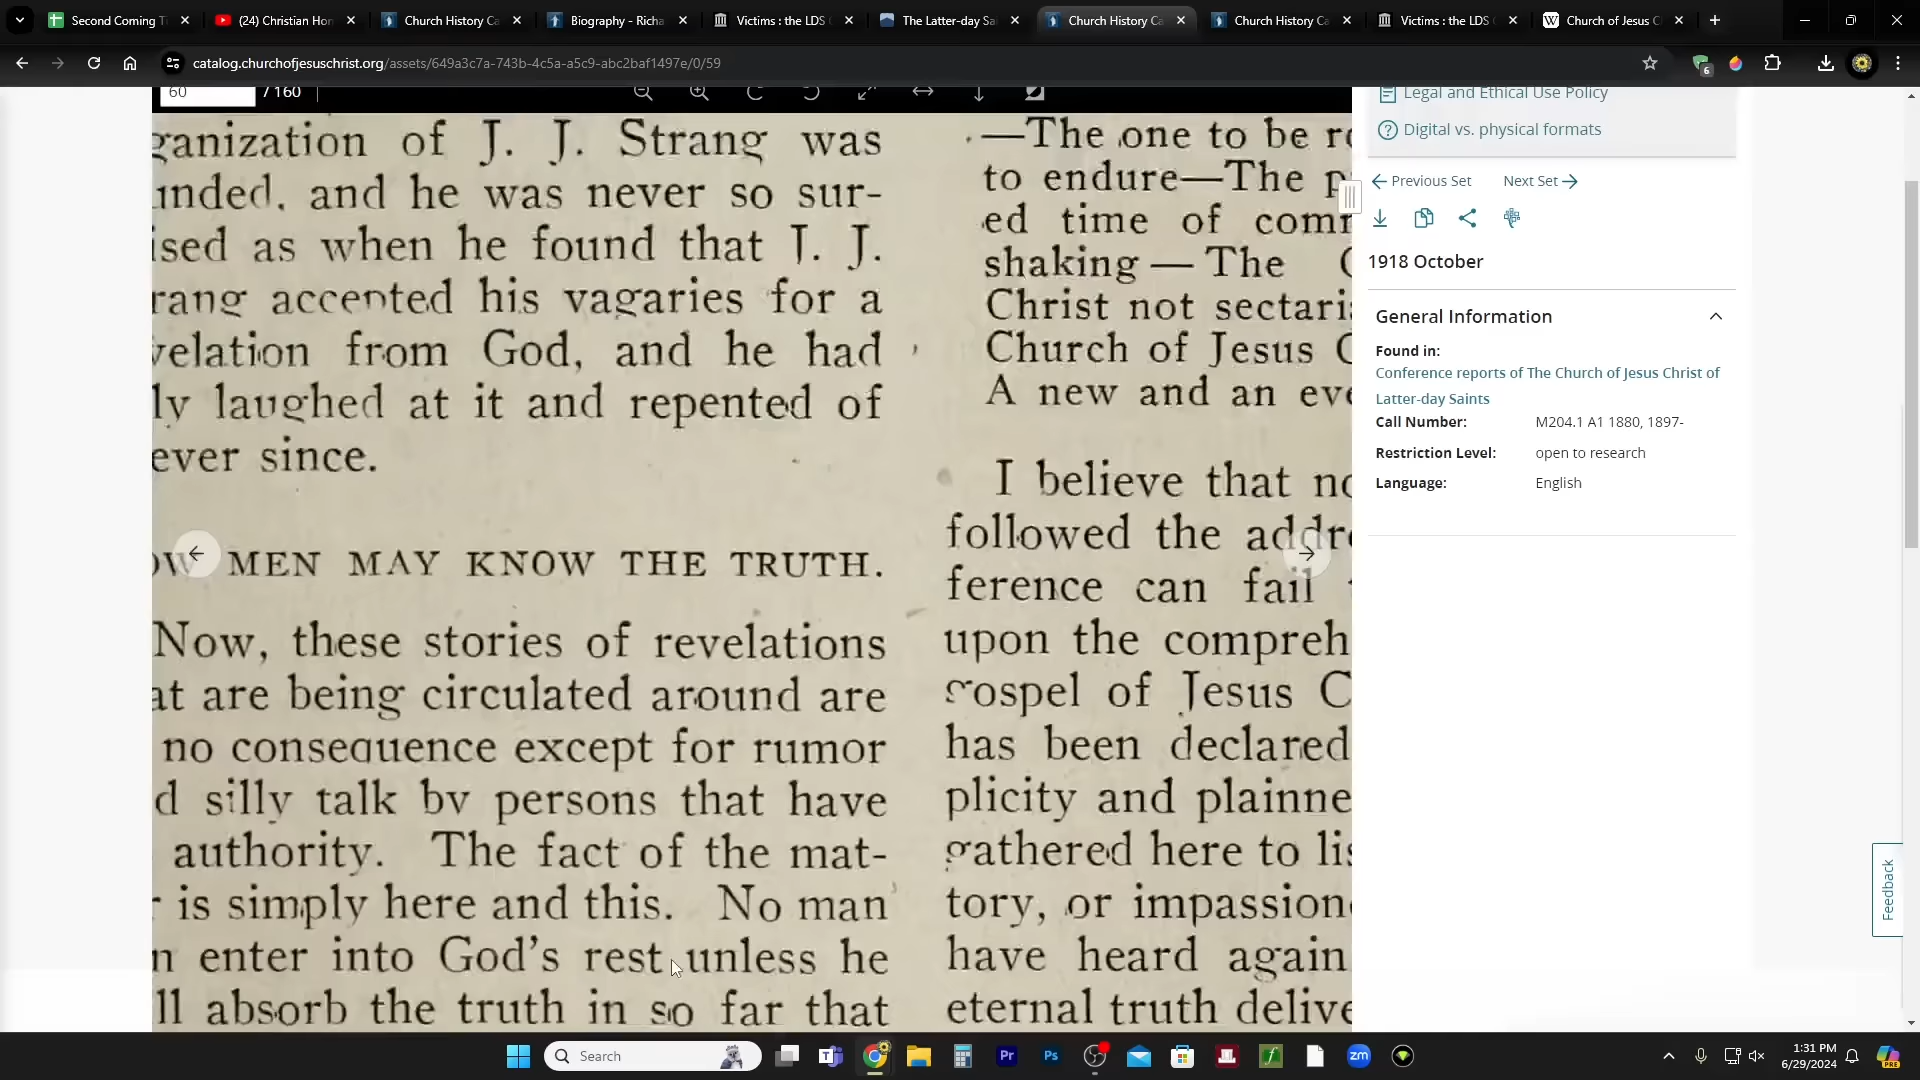 Second Coming T
(24) Christian Hom
Church History Ca
Biography - Richa
Victims : the LDS
The Latter-day Sa
Church History Ca
Church History Ca
Victims : the LDS
Church of Jesus C
catalog.churchofjesuschrist.org/assets/649a3c7a-743b-4c5a-a5c9-abc2baf1497e/0/59
6
60 / 160
ganization of J. J. Strang was
unded, and he was never so sur-
ised as when he found that J. J.
rang accepted his vagaries for a
velation from God, and he had
ly laughed at it and repented of
ever since.
OW MEN MAY KNOW THE TRUTH.
Now, these stories of revelations
at are being circulated around are
no consequence except for rumor
d silly talk by persons that have
authority. The fact of the mat-
r is simply here and this. No man
n enter into God's rest unless he
ll absorb the truth in so far that
—The one to be r
to endure—The p
ed time of com
shaking — The
Christ not sectari
Church of Jesus C
A new and an eve
I believe that no
followed the addre
ference can fail
upon the compreh
gospel of Jesus C
has been declared
plicity and plainne
gathered here to lis
tory, or impassion
have heard again
eternal truth delive
Legal and Ethical Use Policy
Digital vs. physical formats
Previous Set
Next Set
1918 October
General Information
Found in:
Conference reports of The Church of Jesus Christ of
Latter-day Saints
Call Number: M204.1 A1 1880, 1897-
Restriction Level: open to research
Language: English
Feedback
Search
Pr
Ps
zm
PRE
1:31 PM
6/29/2024